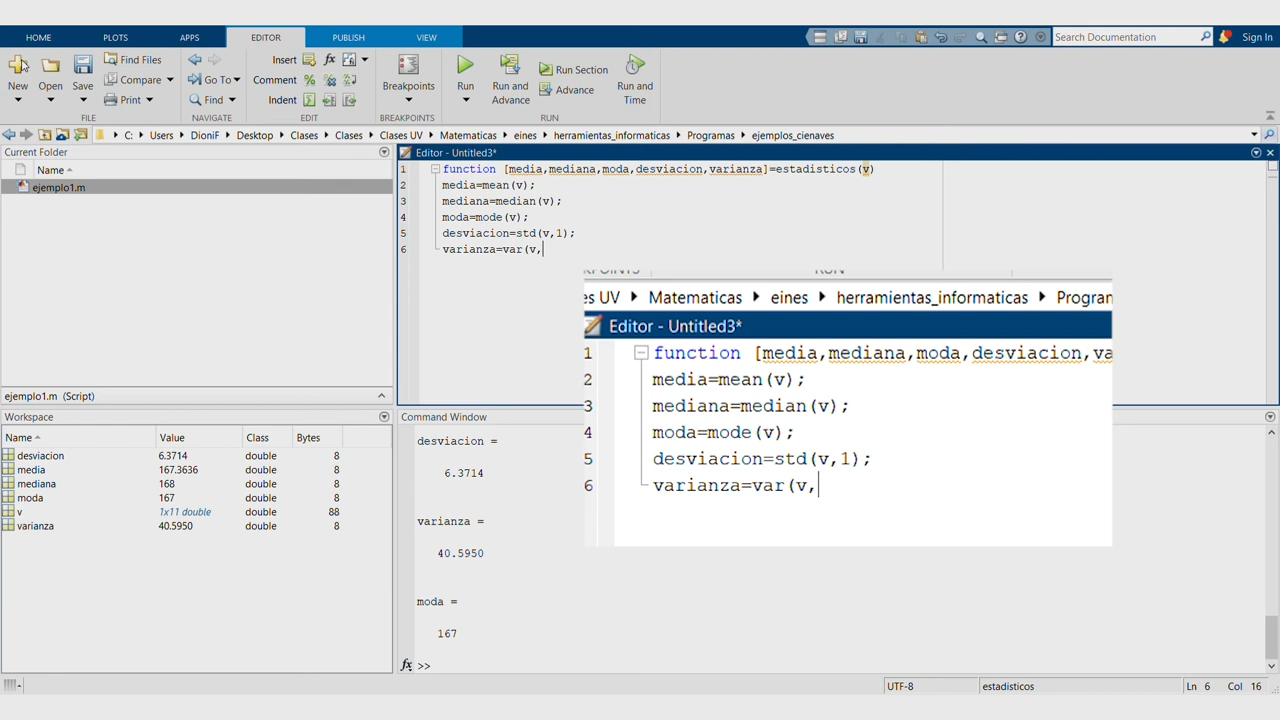 HOME PLOTS APPS EDITOR PUBLISH VIEW Search Documentation Sign In
New Open Save Find Files Compare Print Go To Find Insert fx Comment Indent Breakpoints Run Run and Advance Run Section Advance Run and Time
FILE NAVIGATE EDIT BREAKPOINTS RUN
C: Users DioniF Desktop Clases Clases Clases UV Matematicas eines herramientas_informaticas Programas ejemplos_cienaves
Current Folder
Name
ejemplo1.m
ejemplo1.m (Script)
Editor - Untitled3*
1 function [media,mediana,moda,desviacion,varianza]=estadisticos(v)
2 media=mean(v);
3 mediana=median(v);
4 moda=mode(v);
5 desviacion=std(v,1);
6 varianza=var(v,
es UV Matematicas eines herramientas_informaticas Program
Editor - Untitled3*
1 function [media,mediana,moda,desviacion,va
2 media=mean(v);
3 mediana=median(v);
4 moda=mode(v);
5 desviacion=std(v,1);
6 varianza=var(v,
Workspace
Name Value Class Bytes
desviacion 6.3714 double 8
media 167.3636 double 8
mediana 168 double 8
moda 167 double 8
v 1x11 double 88
varianza 40.5950 double 8
Command Window
desviacion =
6.3714
varianza =
40.5950
moda =
167
fx >>
UTF-8 estadisticos Ln 6 Col 16